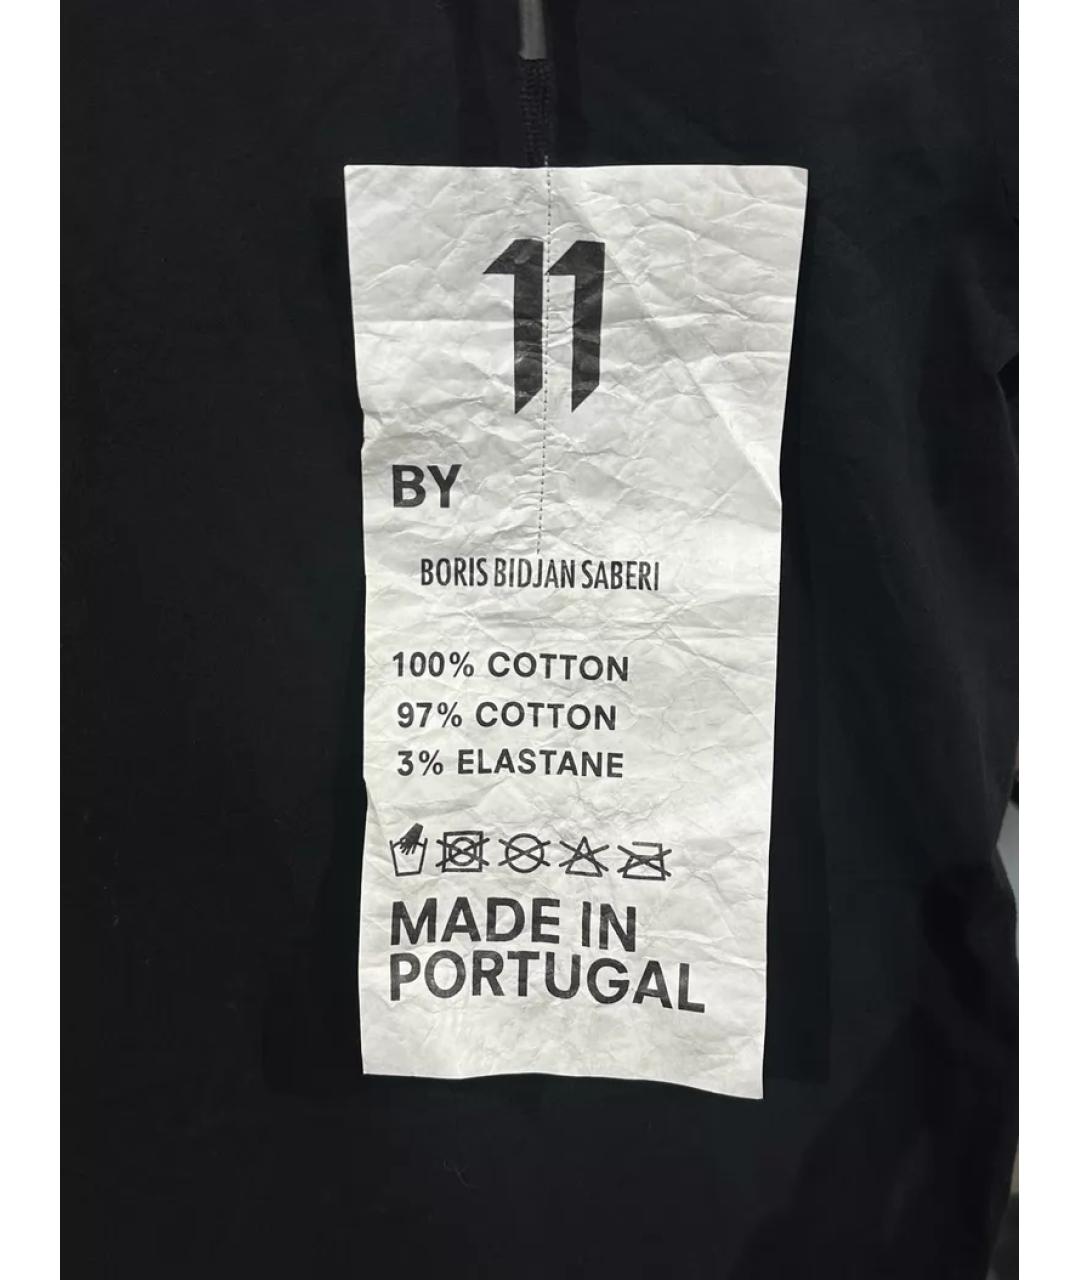 11
BY
BORIS BIDJAN SABERI
100% COTTON
97% COTTON
3% ELASTANE
MADE IN
PORTUGAL